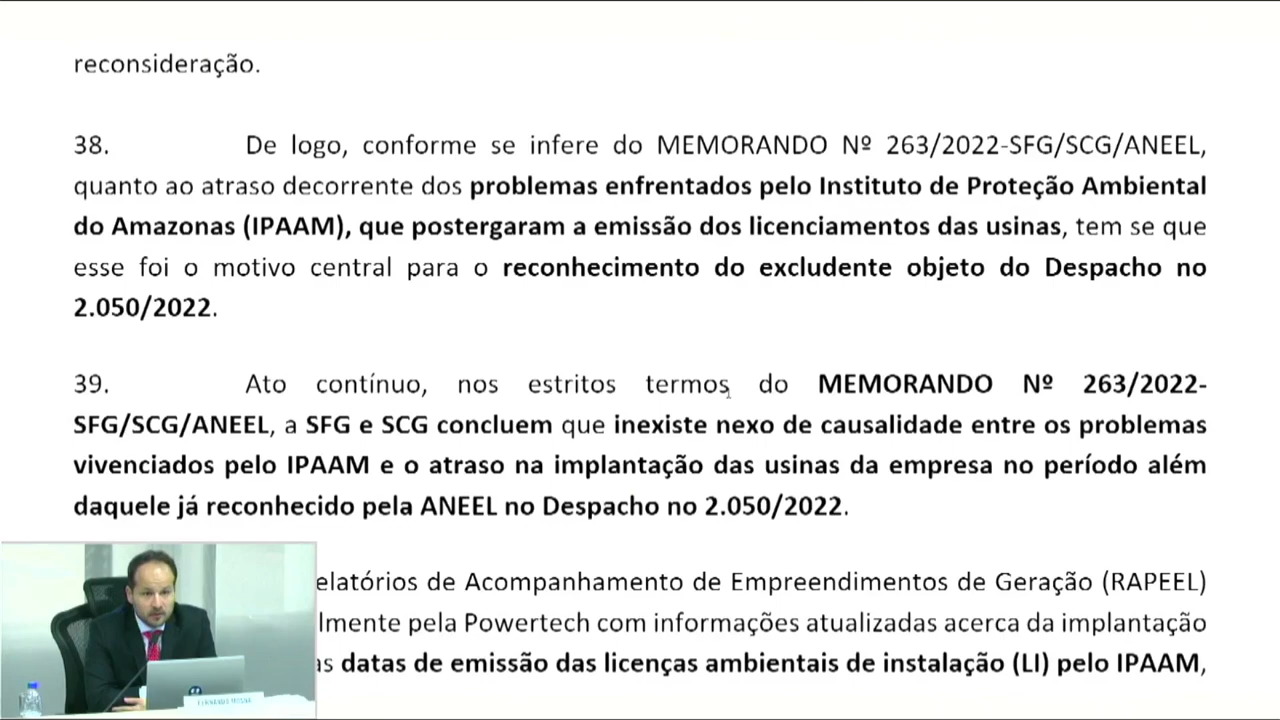 reconsideração.
38. De logo, conforme se infere do MEMORANDO Nº 263/2022-SFG/SCG/ANEEL,
quanto ao atraso decorrente dos problemas enfrentados pelo Instituto de Proteção Ambiental
do Amazonas (IPAAM), que postergaram a emissão dos licenciamentos das usinas, tem se que
esse foi o motivo central para o reconhecimento do excludente objeto do Despacho no
2.050/2022.
39. Ato contínuo, nos estritos termos do MEMORANDO Nº 263/2022-
SFG/SCG/ANEEL, a SFG e SCG concluem que inexiste nexo de causalidade entre os problemas
vivenciados pelo IPAAM e o atraso na implantação das usinas da empresa no período além
daquele já reconhecido pela ANEEL no Despacho no 2.050/2022.
elatórios de Acompanhamento de Empreendimentos de Geração (RAPEEL)
lmente pela Powertech com informações atualizadas acerca da implantação
as datas de emissão das licenças ambientais de instalação (LI) pelo IPAAM,